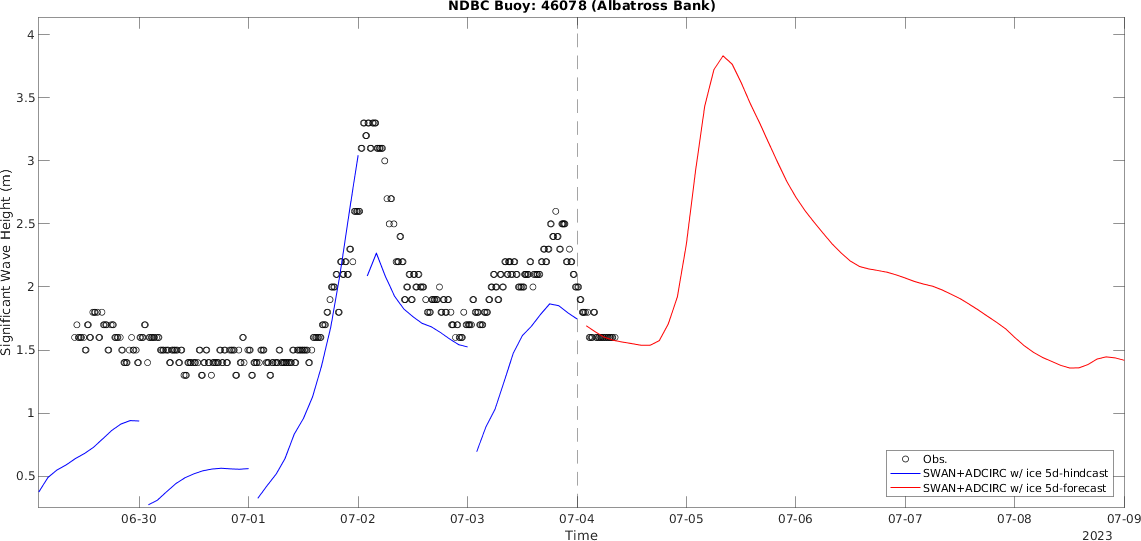 NDBC Buoy: 46078 (Albatross Bank)
Significant Wave Height (m)
4
3.5
3
2.5
2
1.5
1
0.5
Obs.
SWAN+ADCIRC w/ ice 5d-hindcast
SWAN+ADCIRC w/ ice 5d-forecast
06-30 07-01 07-02 07-03 07-04 07-05 07-06 07-07 07-08 07-09
Time
2023